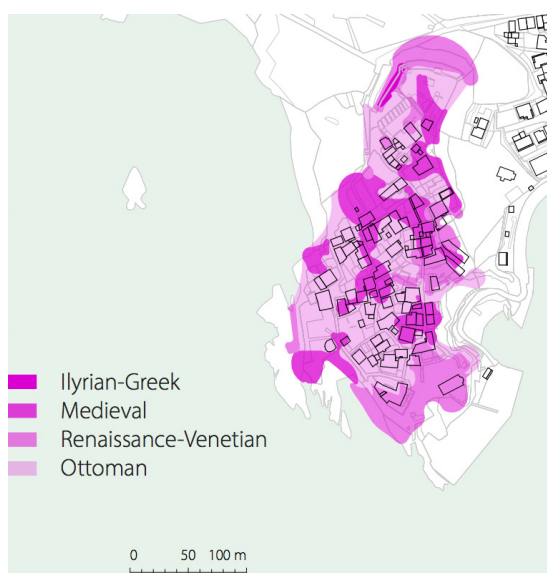 Ilyrian-Greek
Medieval
Renaissance-Venetian
Ottoman
0 50 100 m